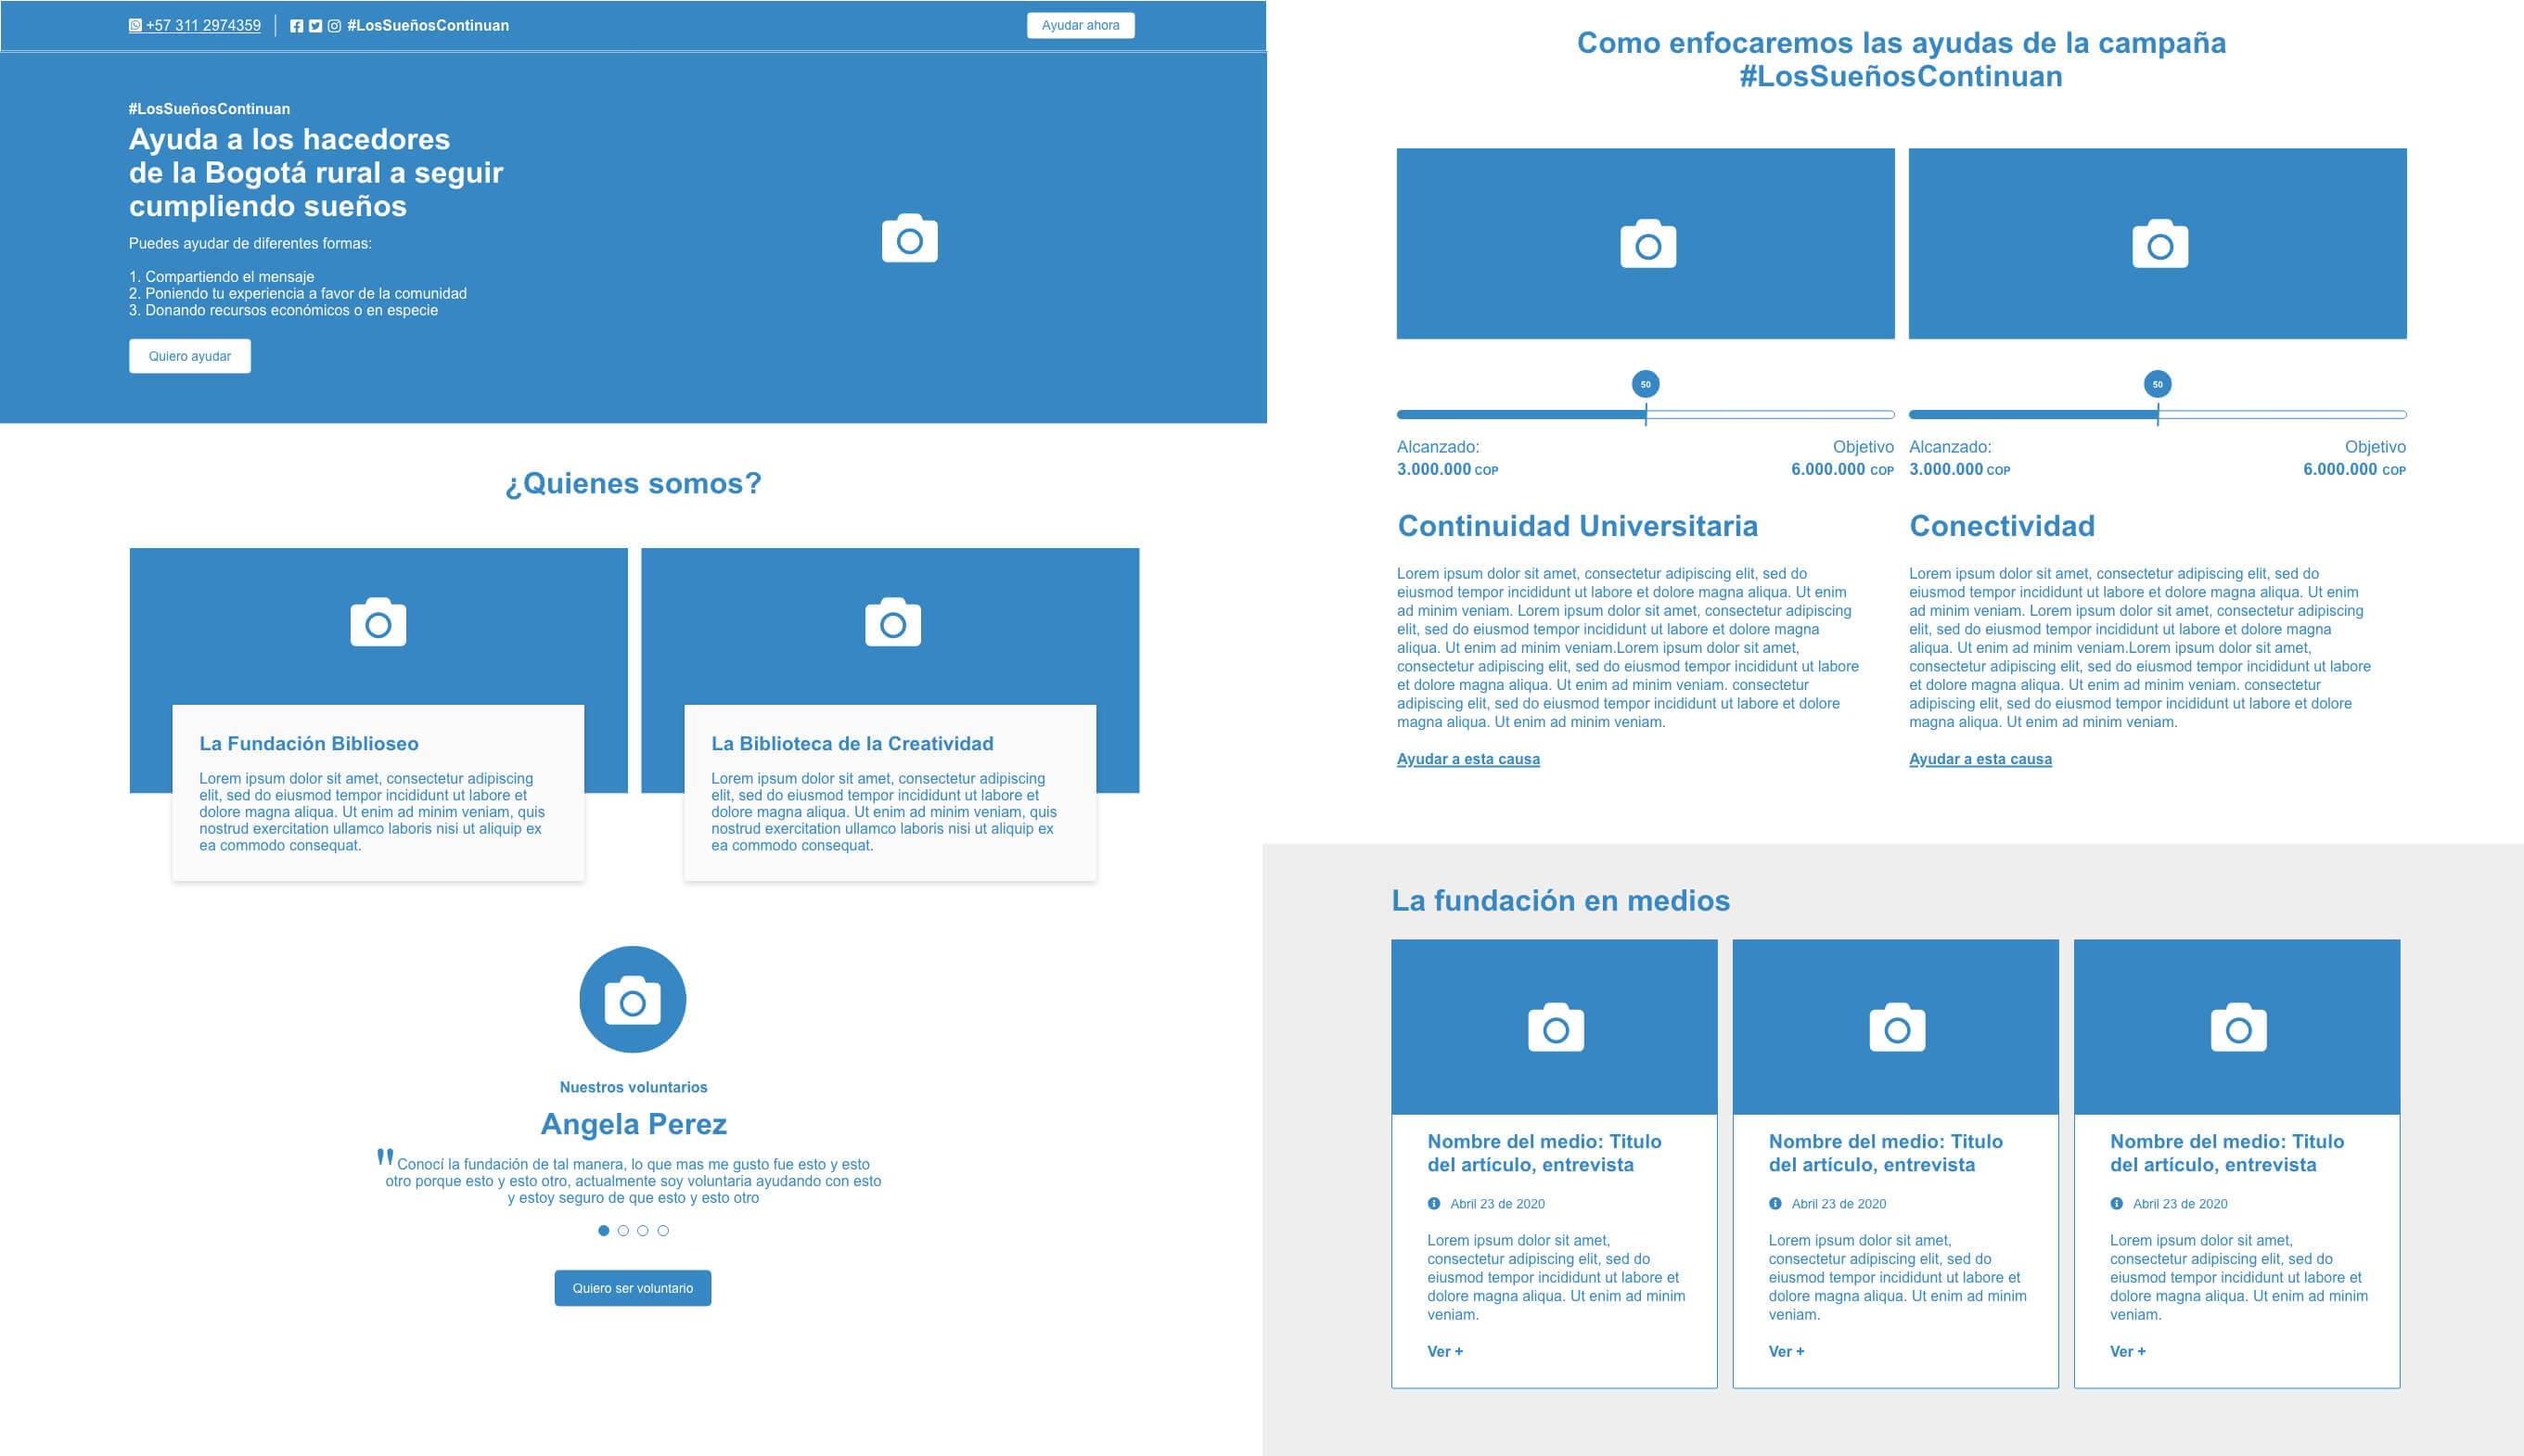 +57 311 2974359
#LosSueñosContinuan
Ayudar ahora
#LosSueñosContinuan
Ayuda a los hacedores
de la Bogotá rural a seguir
cumpliendo sueños
Puedes ayudar de diferentes formas:
1. Compartiendo el mensaje
2. Poniendo tu experiencia a favor de la comunidad
3. Donando recursos económicos o en especie
Quiero ayudar
¿Quienes somos?
La Fundación Biblioseo
Lorem ipsum dolor sit amet, consectetur adipiscing
elit, sed do eiusmod tempor incididunt ut labore et
dolore magna aliqua. Ut enim ad minim veniam, quis
nostrud exercitation ullamco laboris nisi ut aliquip ex
ea commodo consequat.
La Biblioteca de la Creatividad
Lorem ipsum dolor sit amet, consectetur adipiscing
elit, sed do eiusmod tempor incididunt ut labore et
dolore magna aliqua. Ut enim ad minim veniam, quis
nostrud exercitation ullamco laboris nisi ut aliquip ex
ea commodo consequat.
Nuestros voluntarios
Angela Perez
" Conocí la fundación de tal manera, lo que mas me gusto fue esto y esto
otro porque esto y esto otro, actualmente soy voluntaria ayudando con esto
y estoy seguro de que esto y esto otro
Quiero ser voluntario
Como enfocaremos las ayudas de la campaña
#LosSueñosContinuan
50
Alcanzado:
3.000.000 COP
Objetivo
6.000.000 COP
Continuidad Universitaria
Lorem ipsum dolor sit amet, consectetur adipiscing elit, sed do
eiusmod tempor incididunt ut labore et dolore magna aliqua. Ut enim
ad minim veniam. Lorem ipsum dolor sit amet, consectetur adipiscing
elit, sed do eiusmod tempor incididunt ut labore et dolore magna
aliqua. Ut enim ad minim veniam.Lorem ipsum dolor sit amet,
consectetur adipiscing elit, sed do eiusmod tempor incididunt ut labore
et dolore magna aliqua. Ut enim ad minim veniam. consectetur
adipiscing elit, sed do eiusmod tempor incididunt ut labore et dolore
magna aliqua. Ut enim ad minim veniam.
Ayudar a esta causa
50
Alcanzado:
3.000.000 COP
Objetivo
6.000.000 COP
Conectividad
Lorem ipsum dolor sit amet, consectetur adipiscing elit, sed do
eiusmod tempor incididunt ut labore et dolore magna aliqua. Ut enim
ad minim veniam. Lorem ipsum dolor sit amet, consectetur adipiscing
elit, sed do eiusmod tempor incididunt ut labore et dolore magna
aliqua. Ut enim ad minim veniam.Lorem ipsum dolor sit amet,
consectetur adipiscing elit, sed do eiusmod tempor incididunt ut labore
et dolore magna aliqua. Ut enim ad minim veniam. consectetur
adipiscing elit, sed do eiusmod tempor incididunt ut labore et dolore
magna aliqua. Ut enim ad minim veniam.
Ayudar a esta causa
La fundación en medios
Nombre del medio: Titulo
del artículo, entrevista
Abril 23 de 2020
Lorem ipsum dolor sit amet,
consectetur adipiscing elit, sed do
eiusmod tempor incididunt ut labore et
dolore magna aliqua. Ut enim ad minim
veniam.
Ver +
Nombre del medio: Titulo
del artículo, entrevista
Abril 23 de 2020
Lorem ipsum dolor sit amet,
consectetur adipiscing elit, sed do
eiusmod tempor incididunt ut labore et
dolore magna aliqua. Ut enim ad minim
veniam.
Ver +
Nombre del medio: Titulo
del artículo, entrevista
Abril 23 de 2020
Lorem ipsum dolor sit amet,
consectetur adipiscing elit, sed do
eiusmod tempor incididunt ut labore et
dolore magna aliqua. Ut enim ad minim
veniam.
Ver +